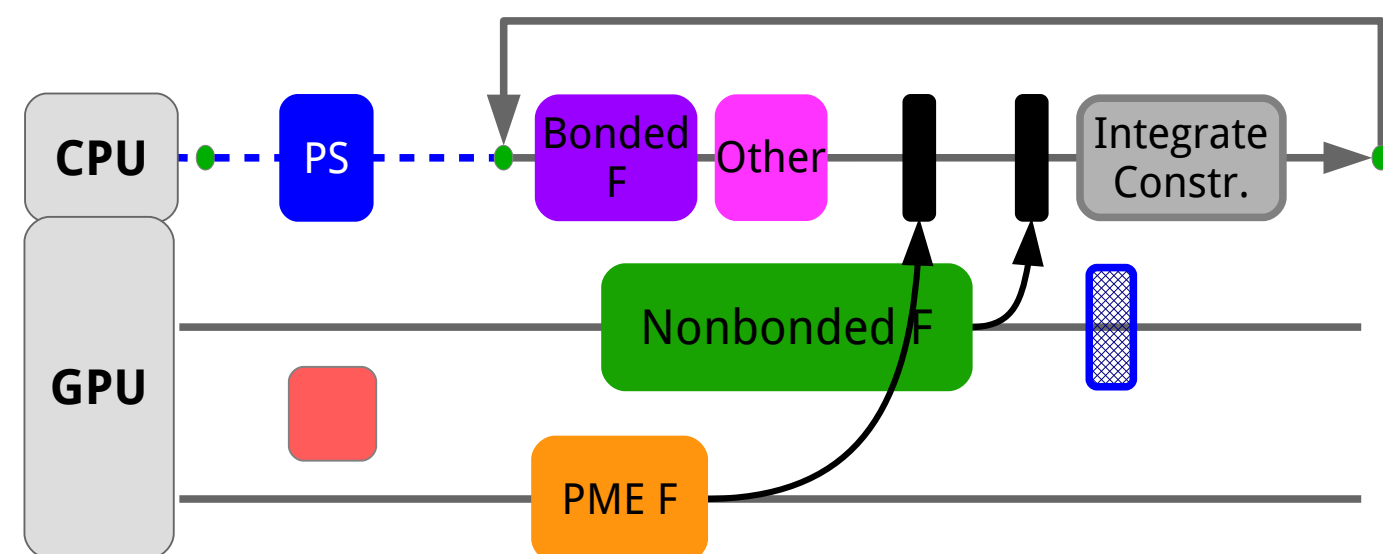 CPU
PS
Bonded
F
Other
Integrate
Constr.
GPU
Nonbonded F
PME F